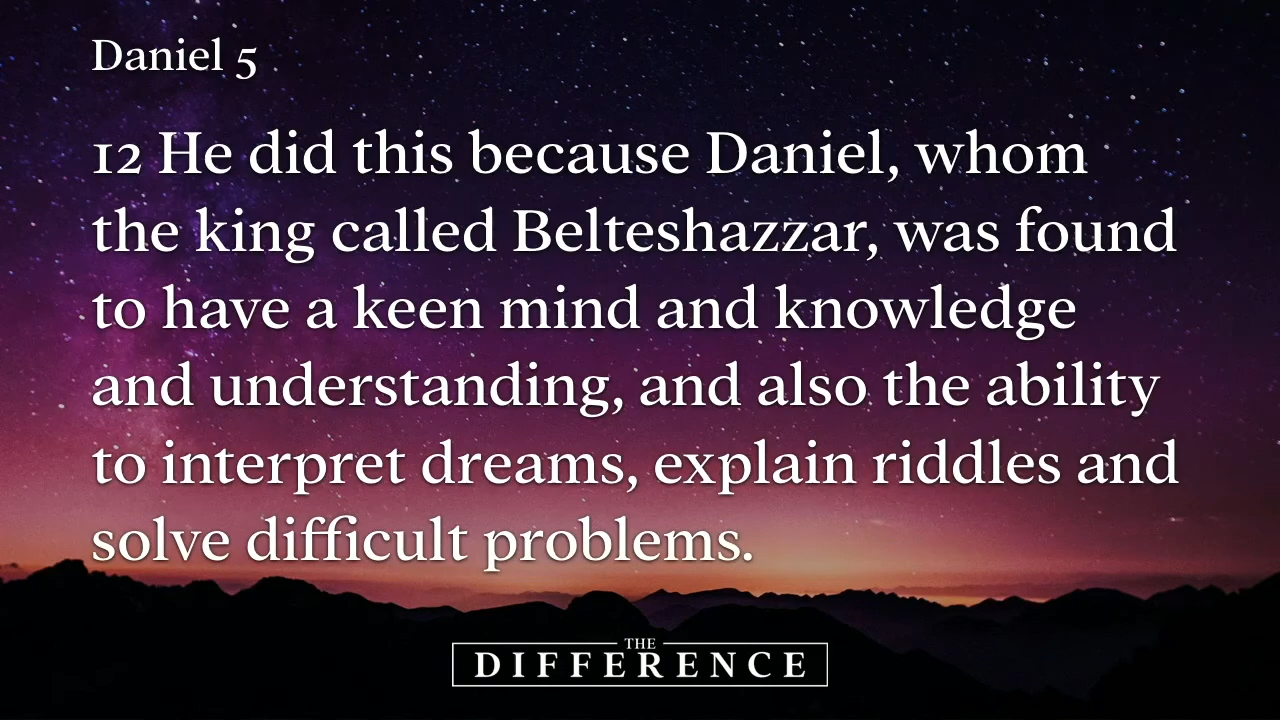 Daniel 5
12 He did this because Daniel, whom
the king called Belteshazzar, was found
to have a keen mind and knowledge
and understanding, and also the ability
to interpret dreams, explain riddles and
solve difficult problems.
THE
DIFFERENCE